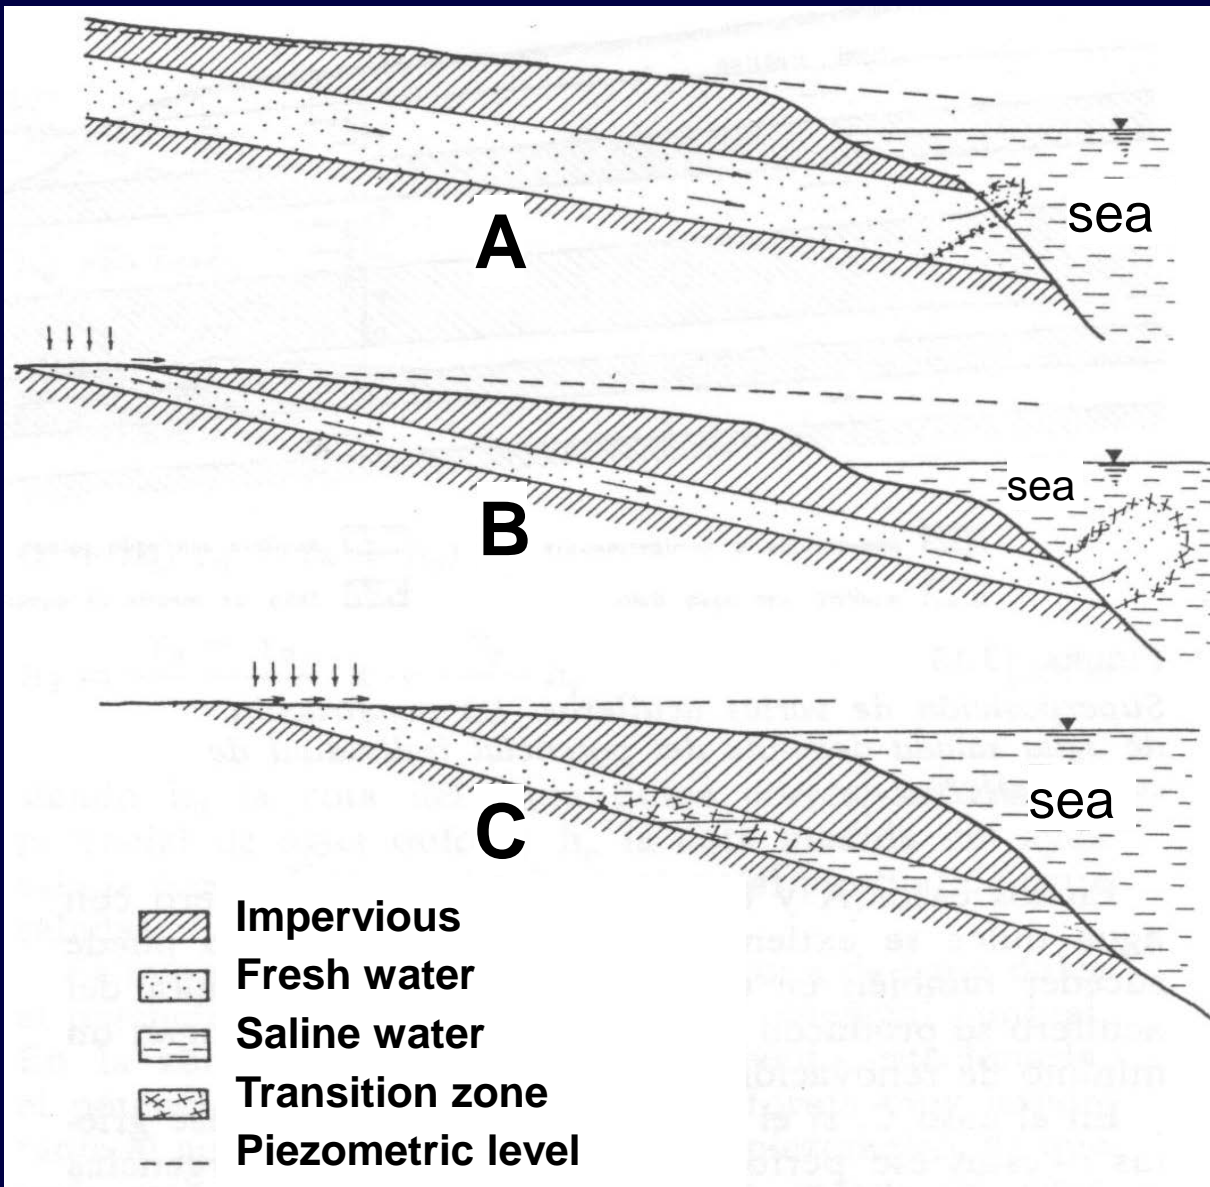 A
sea
B
sea
C
sea
Impervious
Fresh water
Saline water
Transition zone
Piezometric level